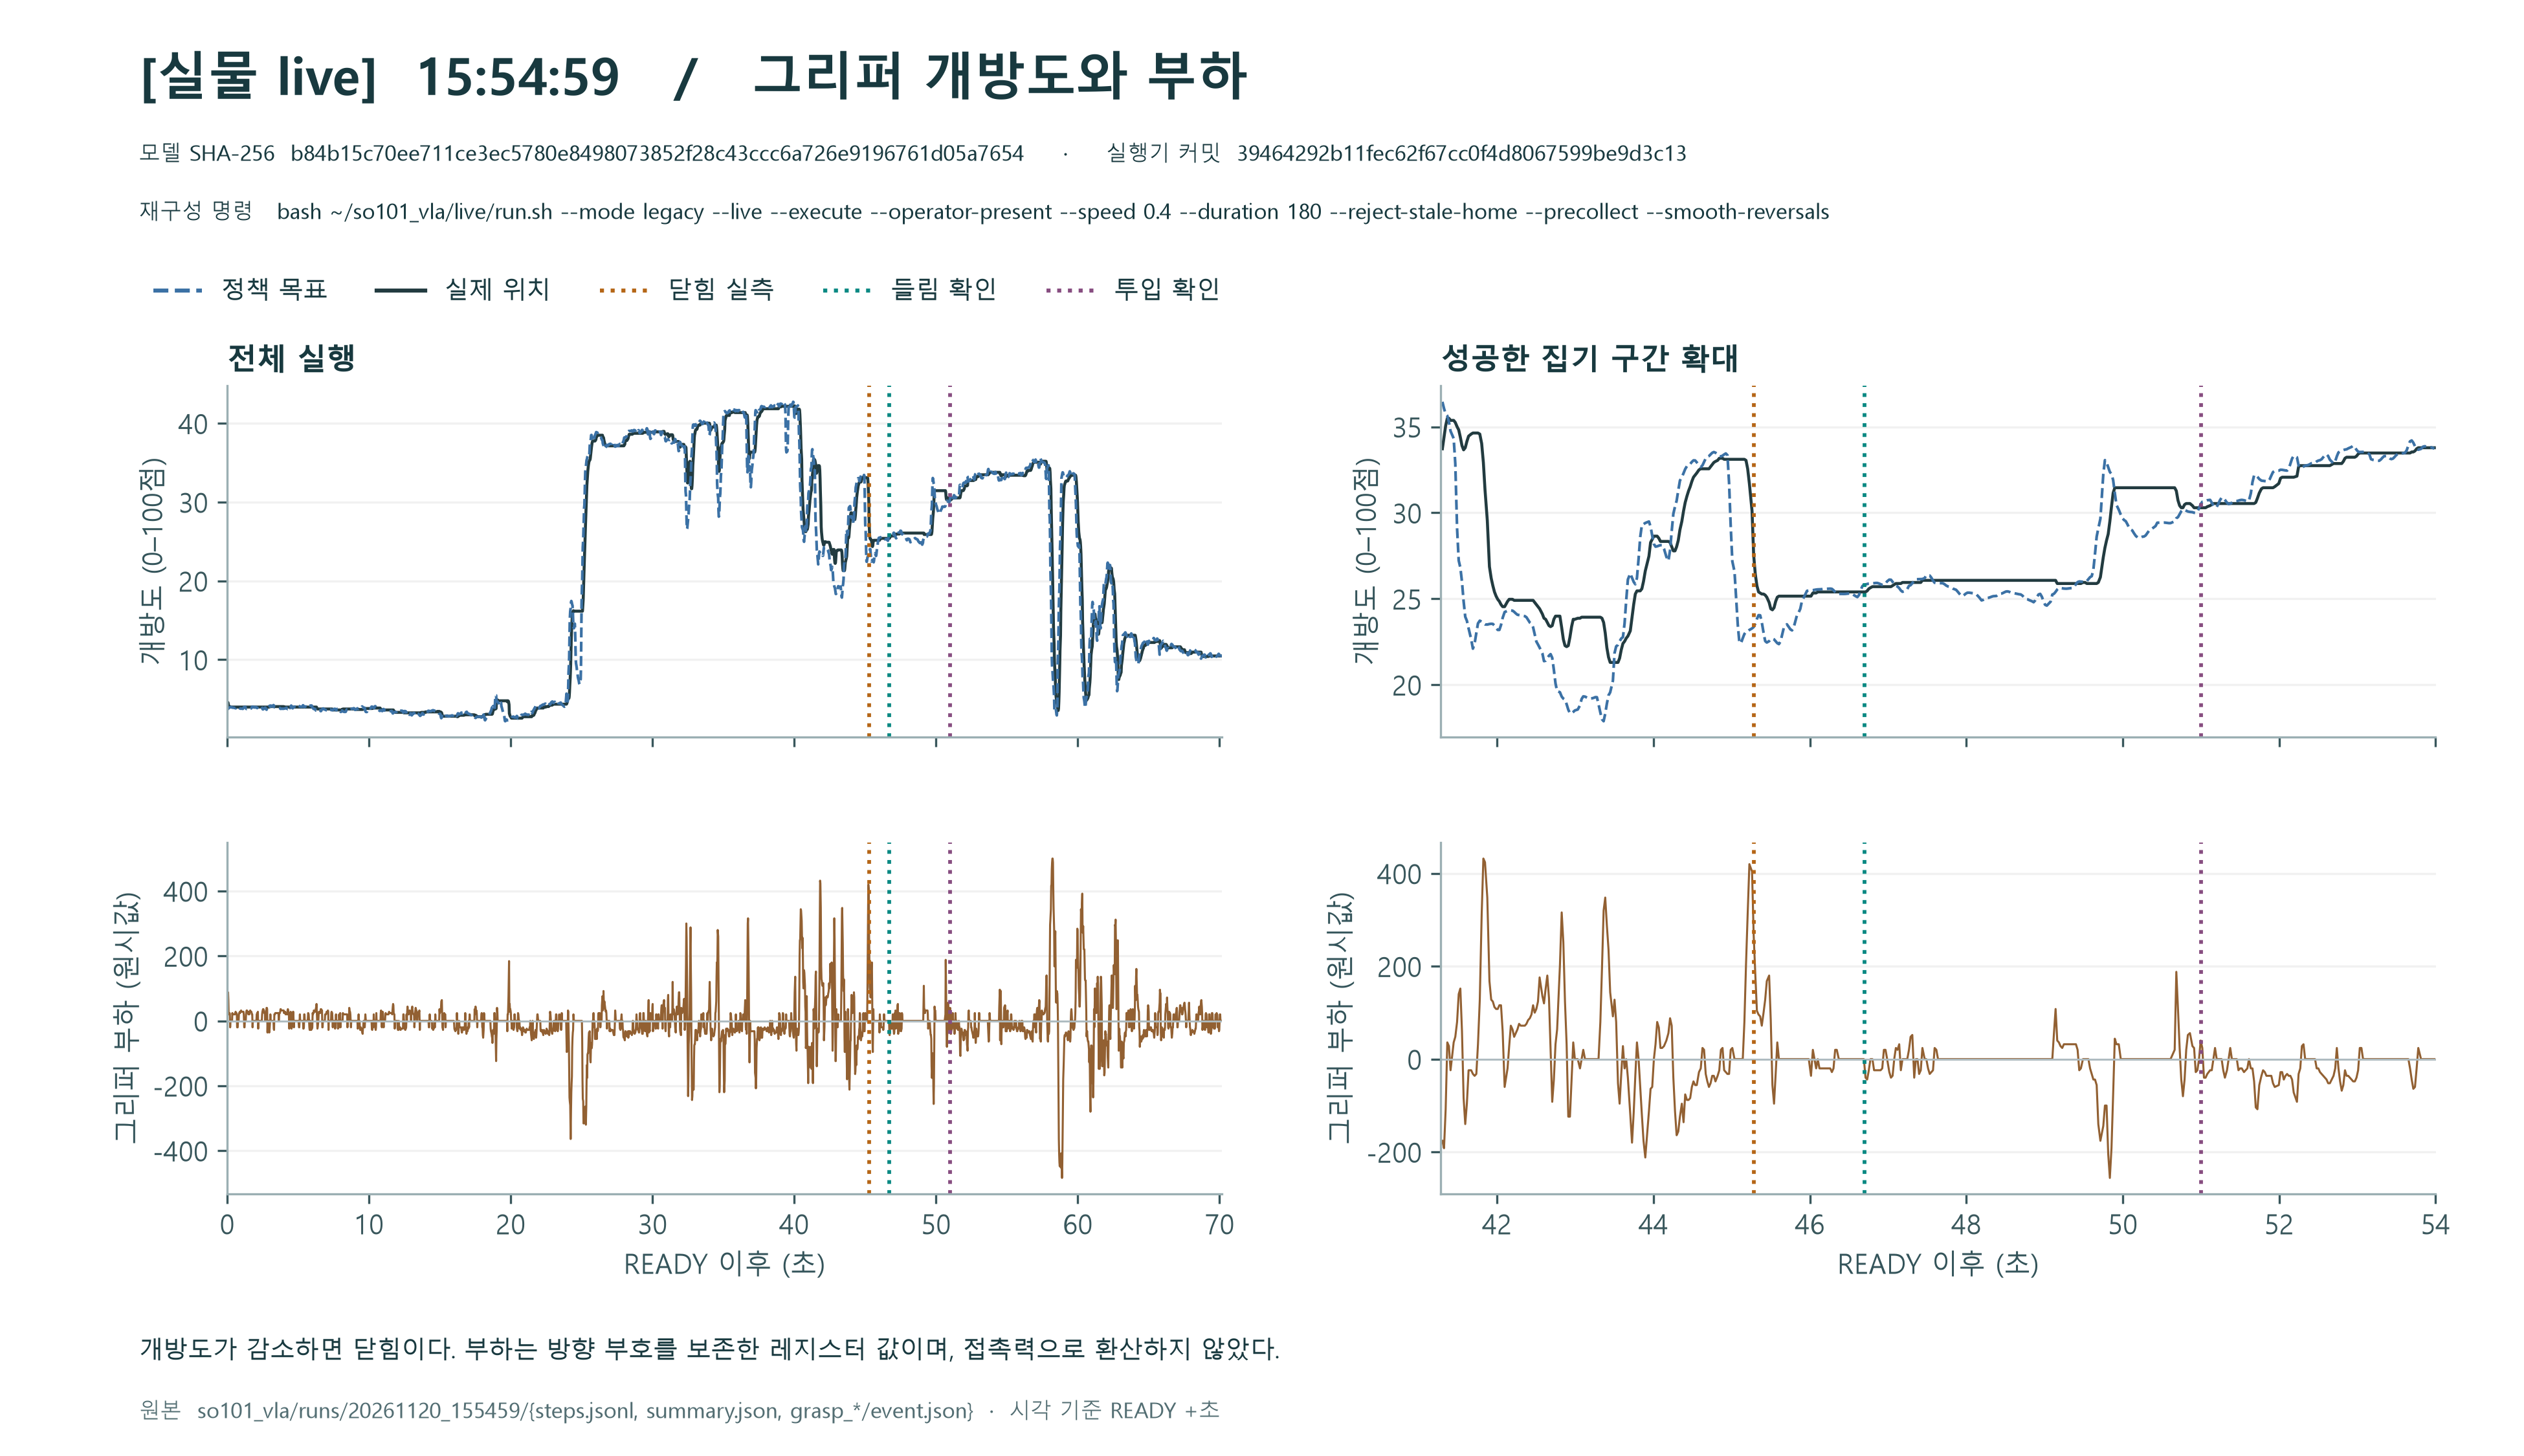 [실물 live] 15:54:59 / 그리퍼 개방도와 부하
모델 SHA-256 b84b15c70ee711ce3ec5780e8498073852f28c43ccc6a726e9196761d05a7654 · 실행기 커밋 39464292b11fec62f67cc0f4d8067599be9d3c13
재구성 명령 bash ~/so101_vla/live/run.sh --mode legacy --live --execute --operator-present --speed 0.4 --duration 180 --reject-stale-home --precollect --smooth-reversals
정책 목표 실제 위치 닫힘 실측 들림 확인 투입 확인
전체 실행
개방도 (0–100점)
40
30
20
10
성공한 집기 구간 확대
개방도 (0–100점)
35
30
25
20
그리퍼 부하 (원시값)
400
200
0
-200
-400
0 10 20 30 40 50 60 70
READY 이후 (초)
그리퍼 부하 (원시값)
400
200
0
-200
42 44 46 48 50 52 54
READY 이후 (초)
개방도가 감소하면 닫힘이다. 부하는 방향 부호를 보존한 레지스터 값이며, 접촉력으로 환산하지 않았다.
원본 so101_vla/runs/20261120_155459/{steps.jsonl, summary.json, grasp_*/event.json} · 시각 기준 READY +초